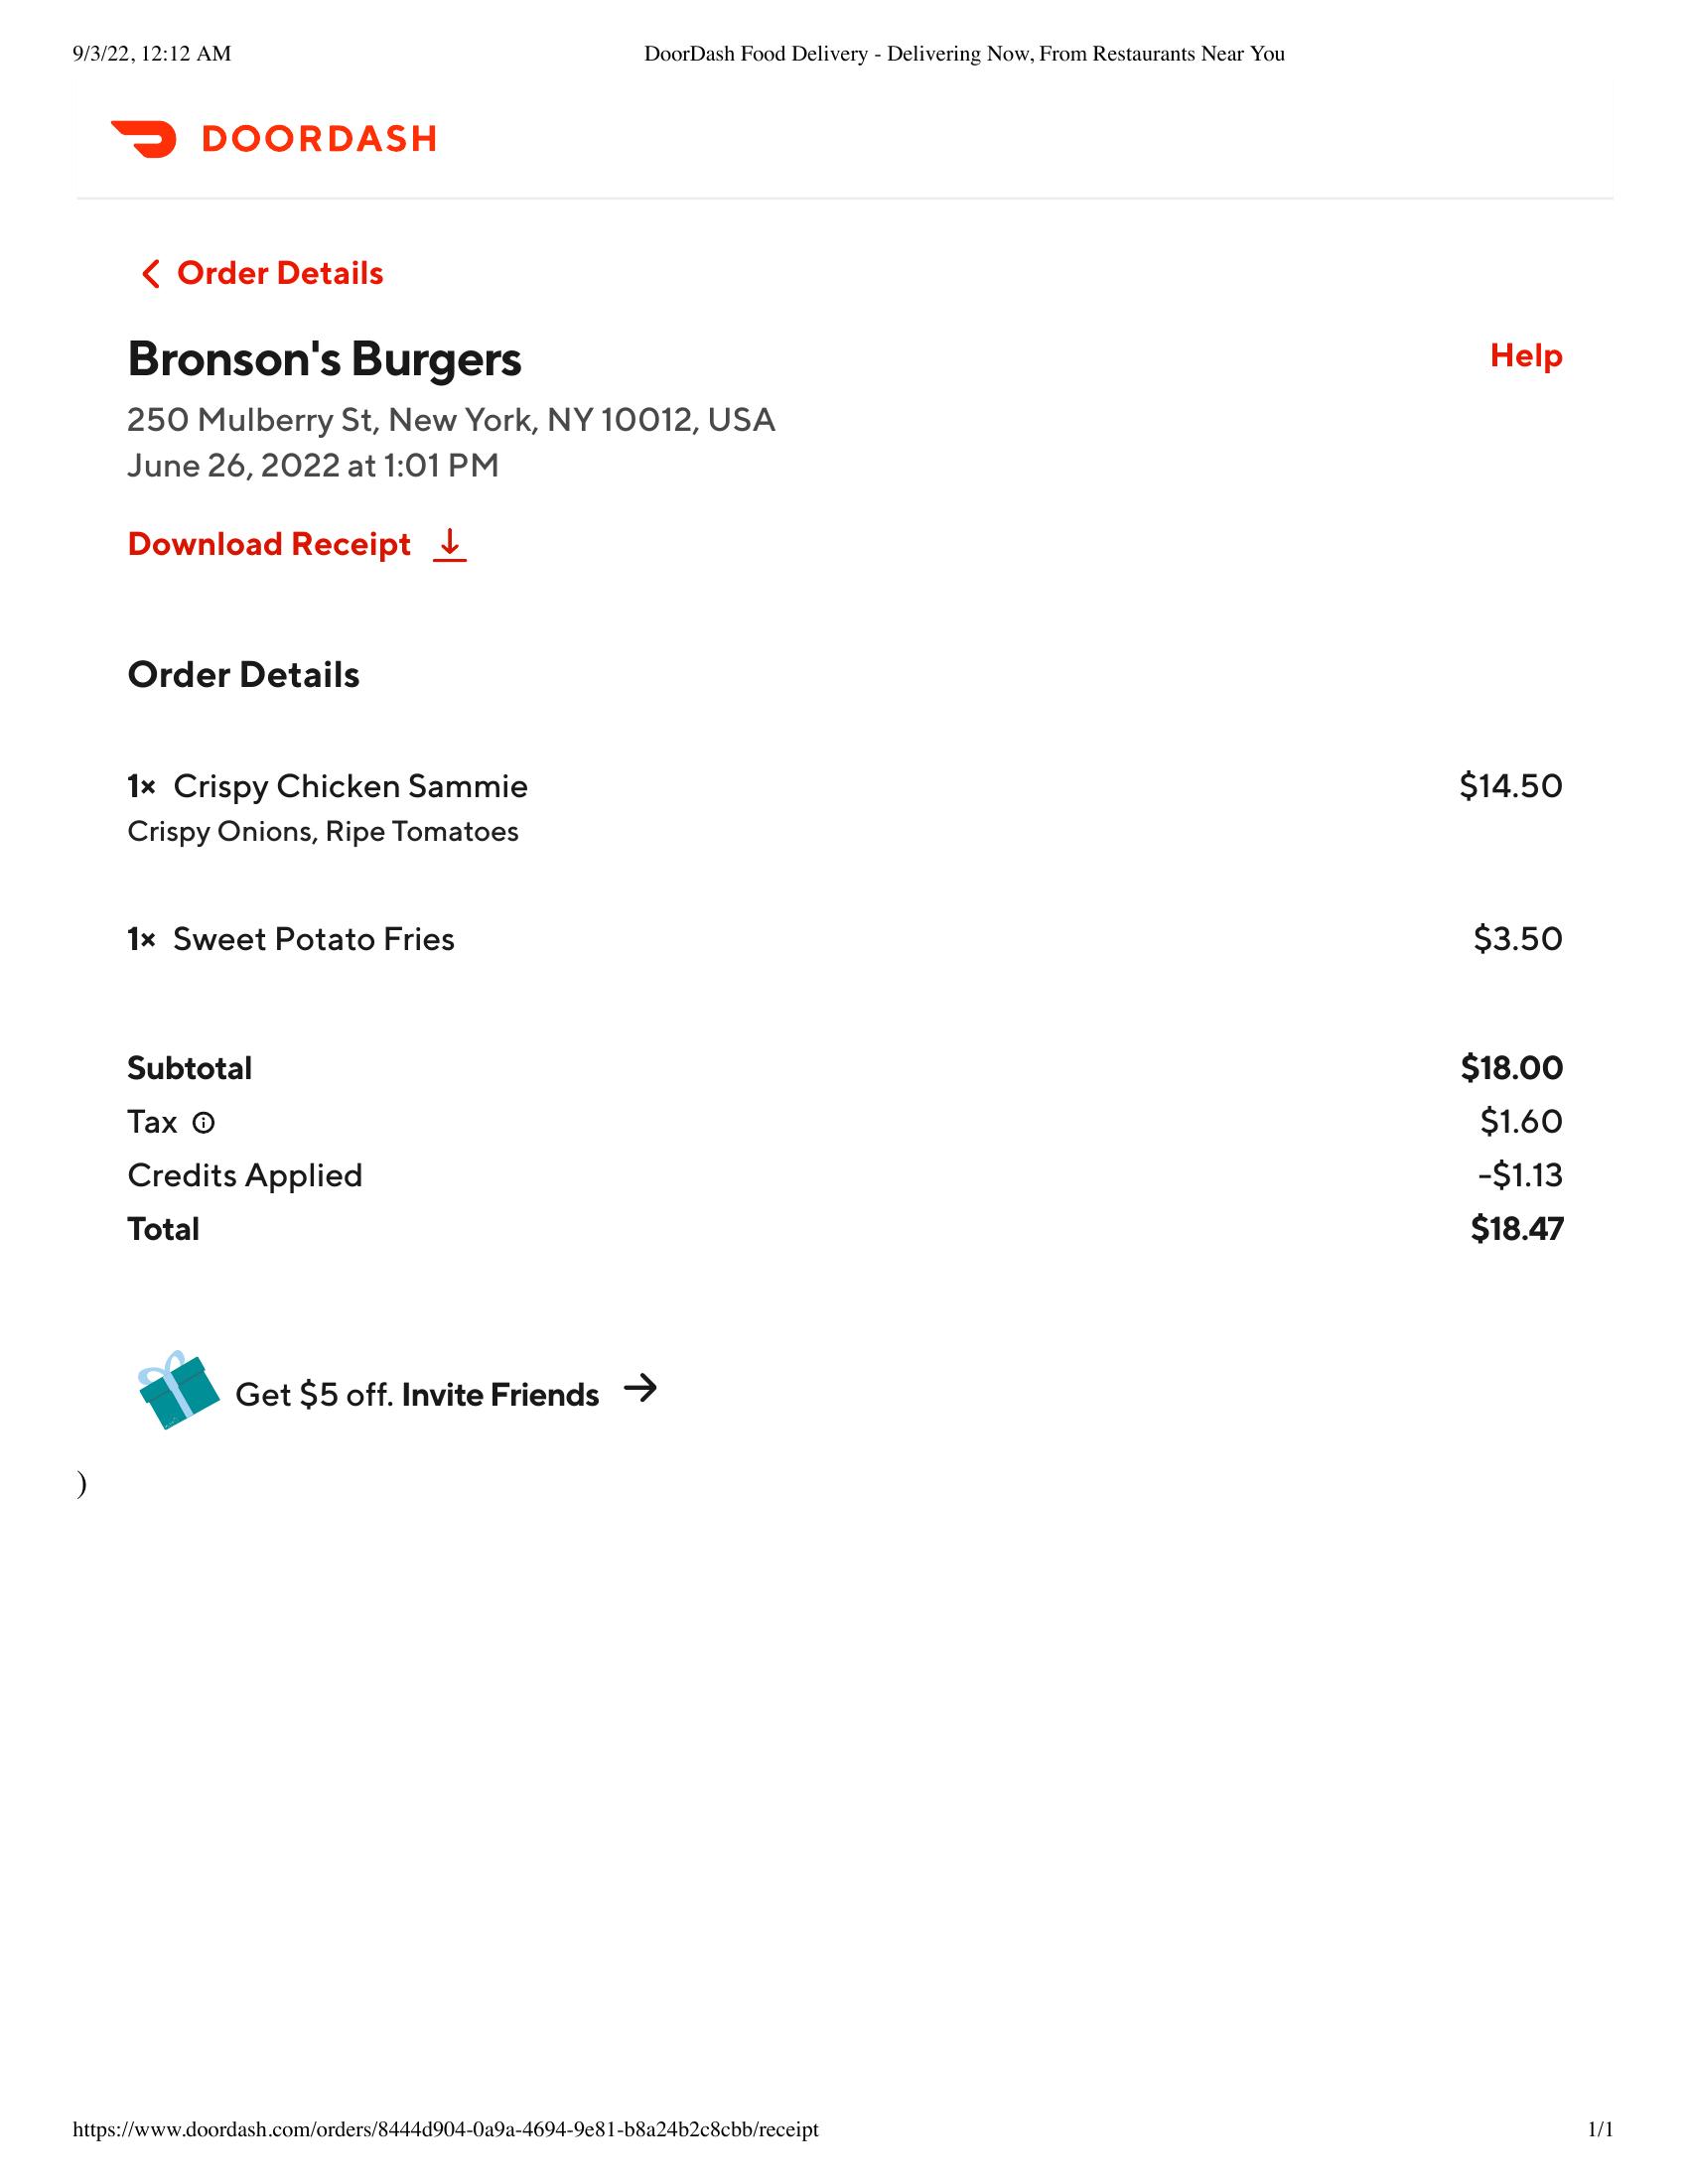 9/3/22, 12:12 AM DoorDash Food Delivery - Delivering Now, From Restaurants Near You
DOORDASH
Order Details
Bronson's Burgers Help
250 Mulberry St, New York, NY 10012, USA
June 26, 2022 at 1:01 PM
Download Receipt
Order Details
1× Crispy Chicken Sammie $14.50
Crispy Onions, Ripe Tomatoes
1× Sweet Potato Fries $3.50
Subtotal $18.00
Tax $1.60
Credits Applied -$1.13
Total $18.47
Get $5 off. Invite Friends →
)
https://www.doordash.com/orders/8444d904-0a9a-4694-9e81-b8a24b2c8cbb/receipt 1/1